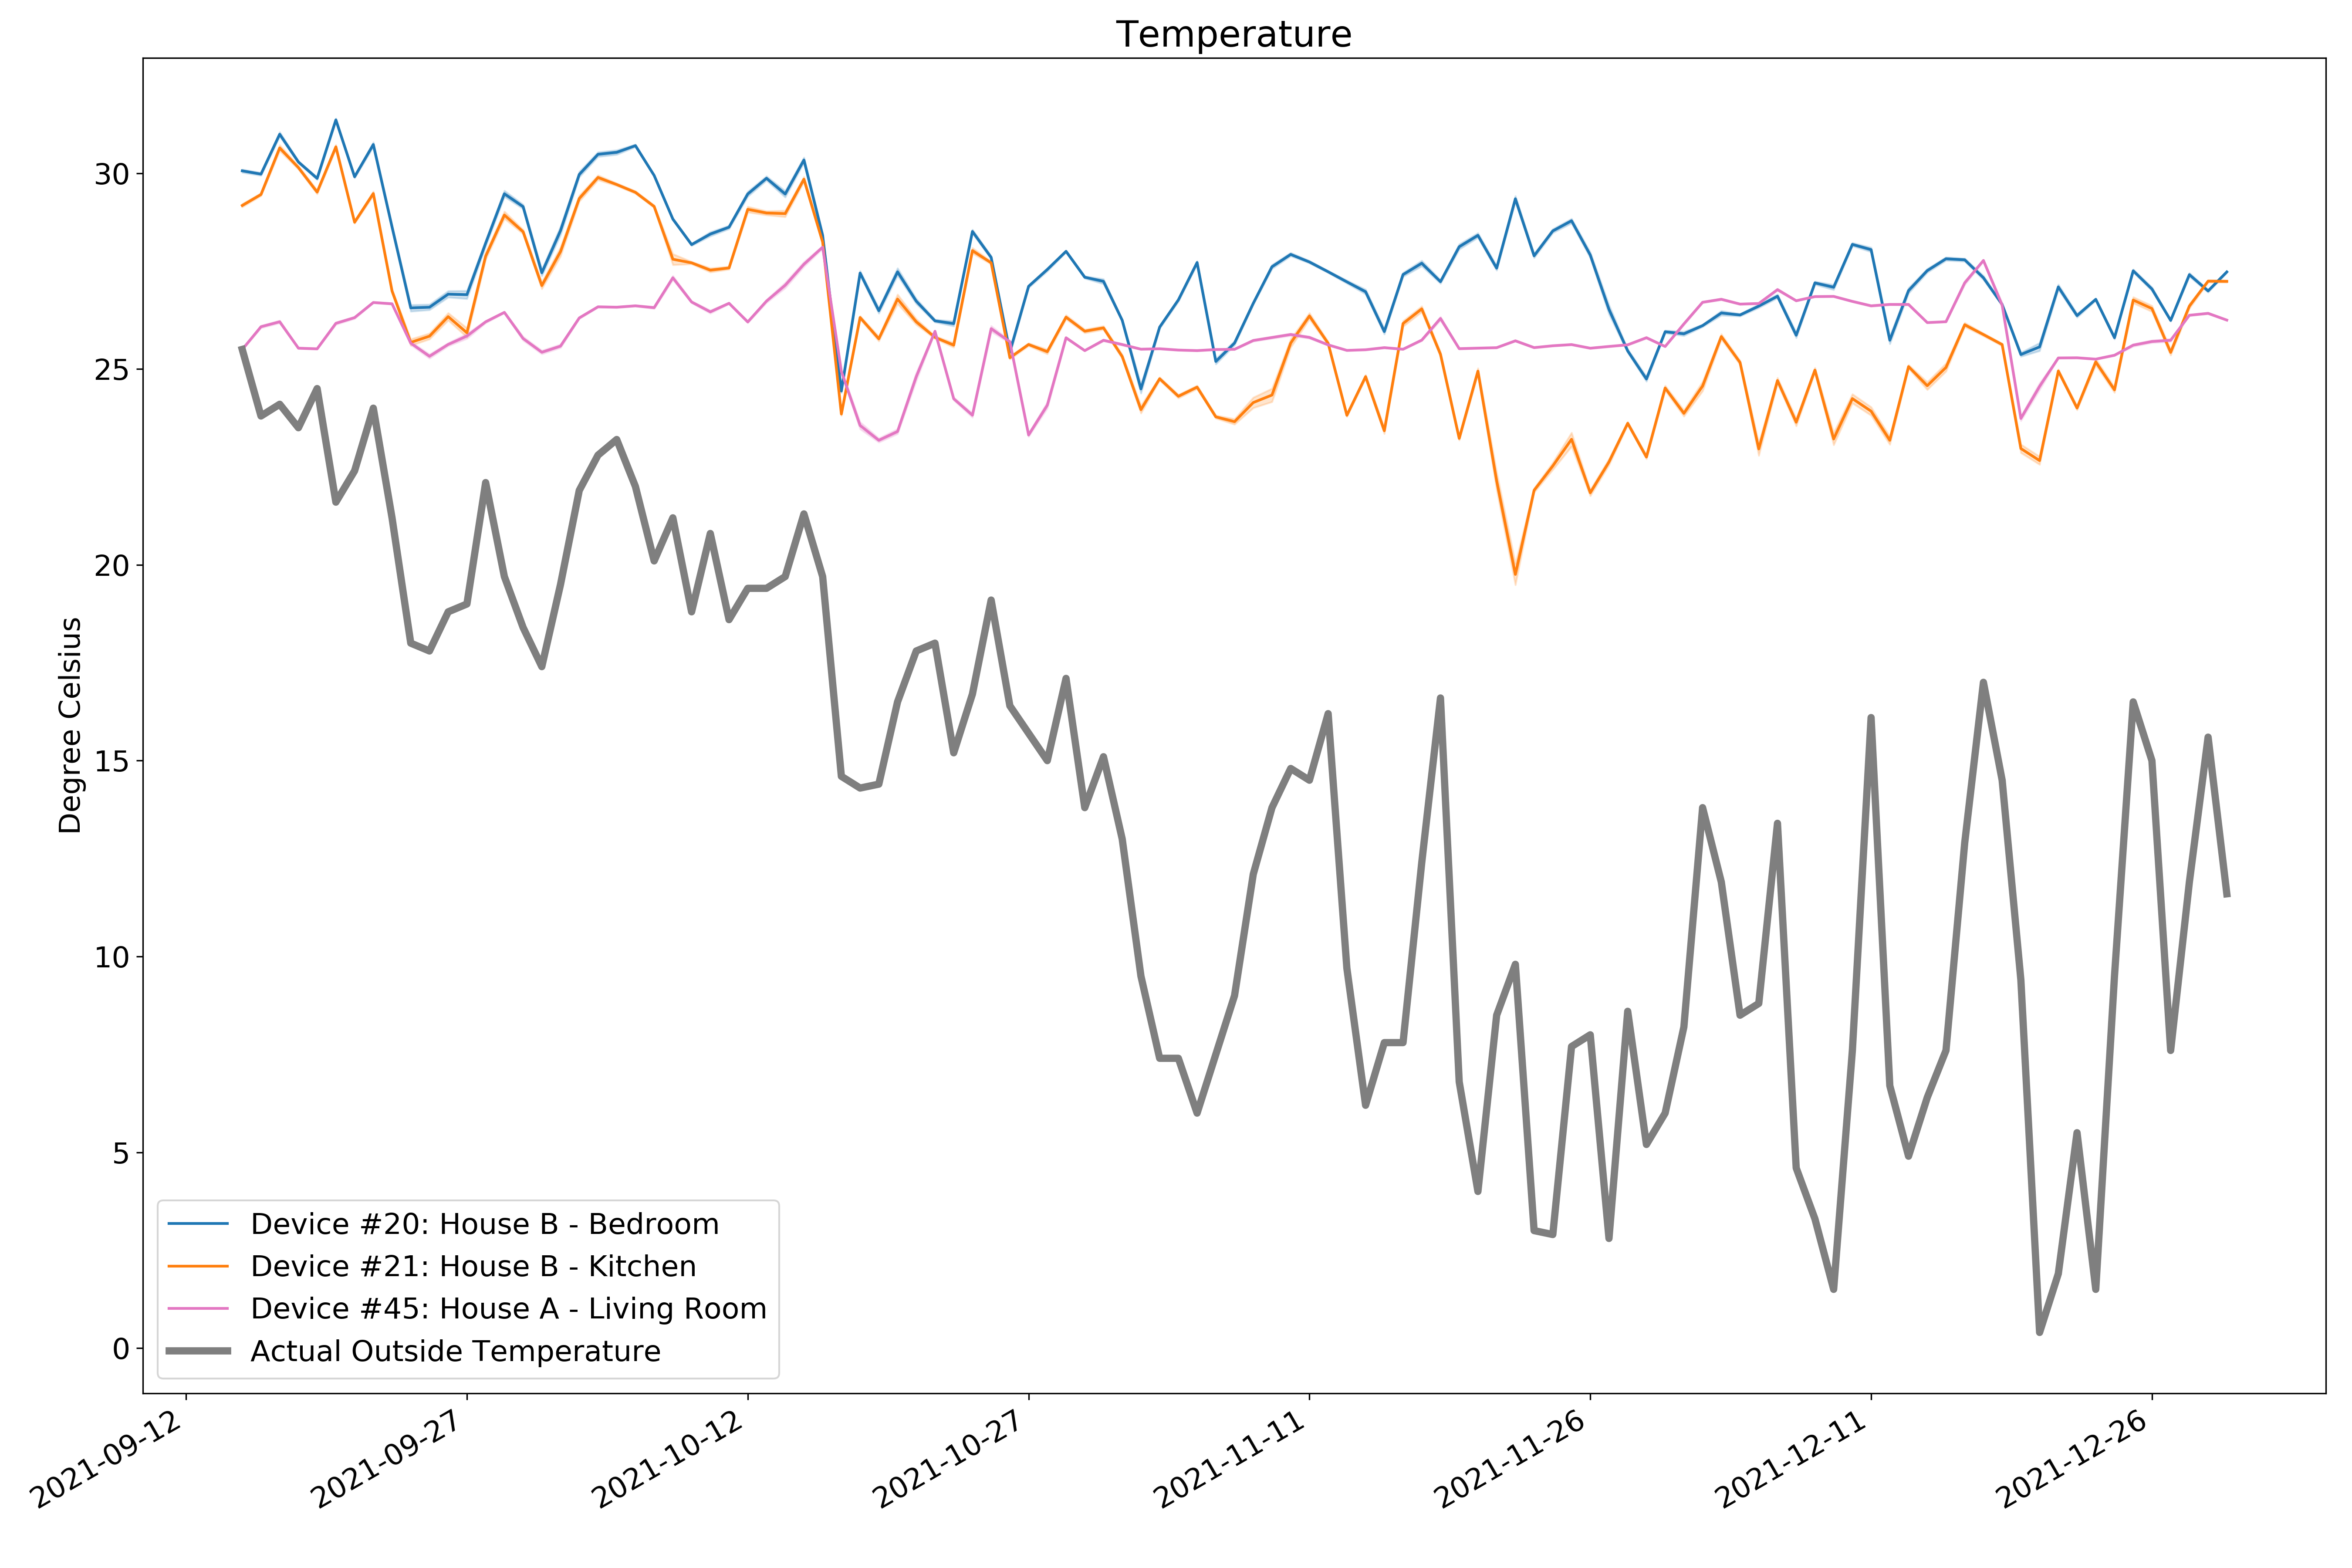 Temperature
Degree Celsius
30
25
20
15
10
5
0
Device #20: House B - Bedroom
Device #21: House B - Kitchen
Device #45: House A - Living Room
Actual Outside Temperature
2021-09-12
2021-09-27
2021-10-12
2021-10-27
2021-11-11
2021-11-26
2021-12-11
2021-12-26